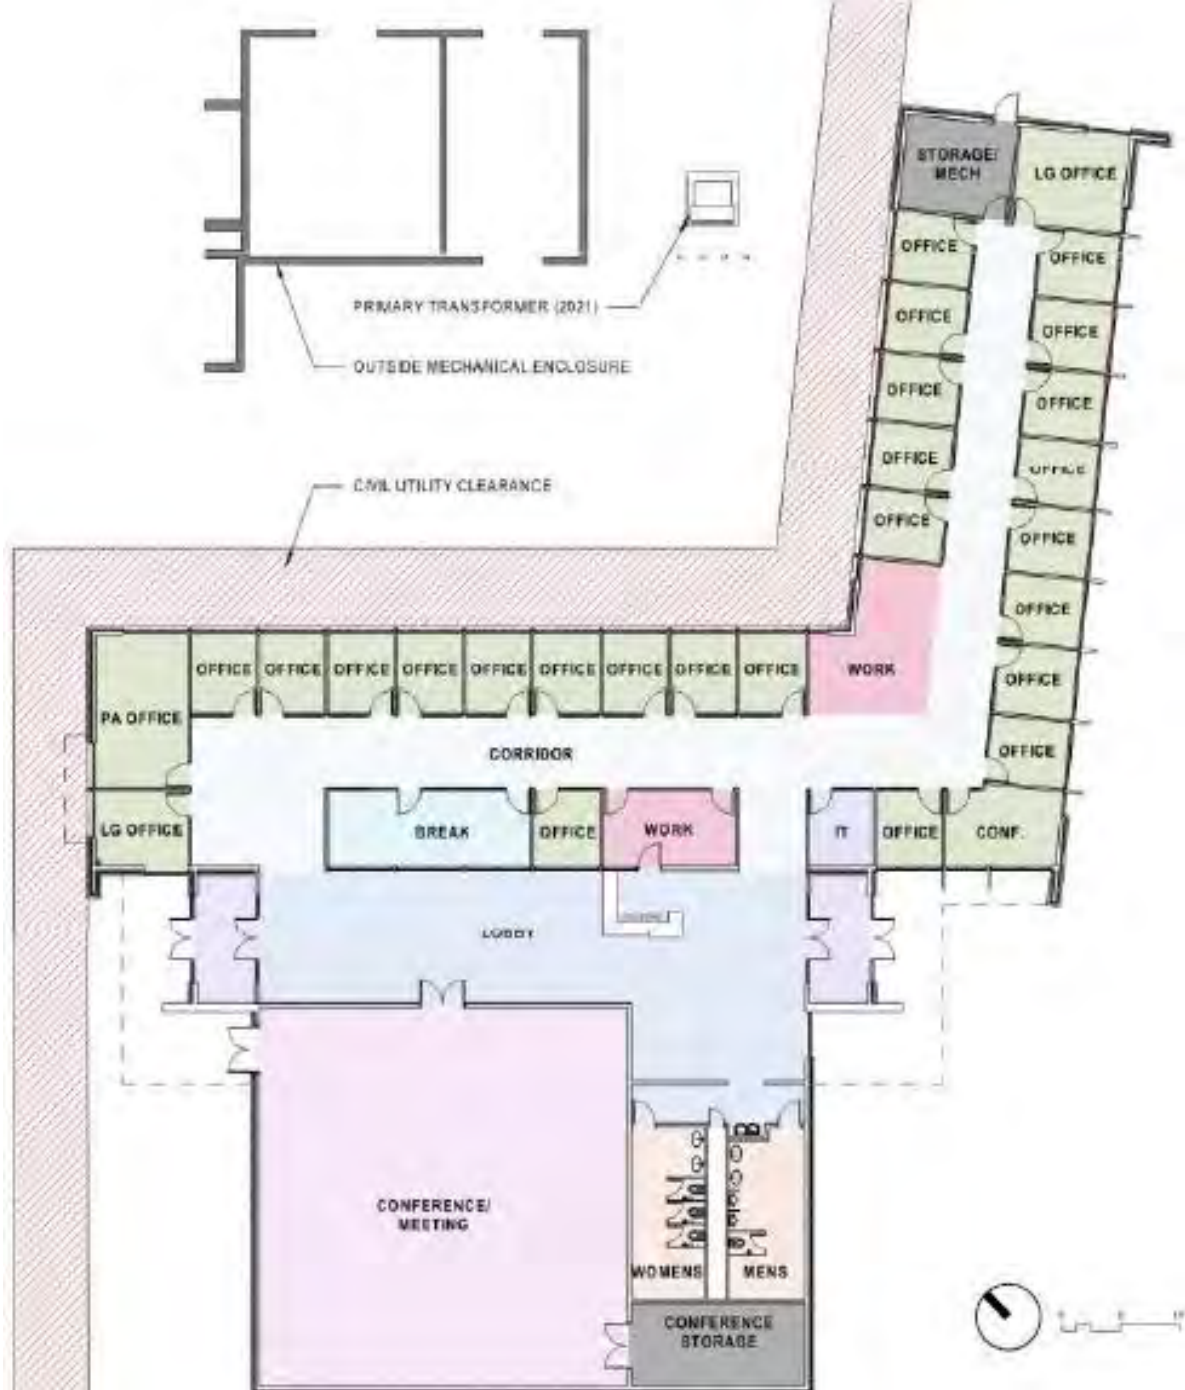 STORAGE/
MECH
LG OFFICE
OFFICE
OFFICE
OFFICE
OFFICE
PRIMARY TRANSFORMER (2021)
OUTSIDE MECHANICAL ENCLOSURE
OFFICE
OFFICE
OFFICE
OFFICE
CIVIL UTILITY CLEARANCE
OFFICE
OFFICE
OFFICE
PA OFFICE
OFFICE
OFFICE
OFFICE
OFFICE
OFFICE
OFFICE
OFFICE
OFFICE
OFFICE
WORK
OFFICE
CORRIDOR
OFFICE
LG OFFICE
BREAK
OFFICE
WORK
IT
OFFICE
CONF.
LOBBY
CONFERENCE/
MEETING
WOMENS
MENS
CONFERENCE
STORAGE